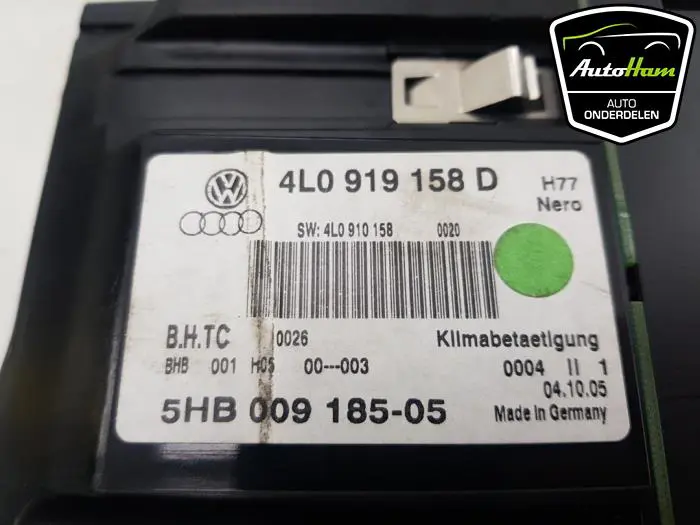 AutoHam
AUTO
ONDERDELEN
4L0 919 158 D
H77
Nero
SW: 4L0 910 158 0020
B.H.TC 0026
Klimabetaetigung
BHB 001 H05 00---003
0004 II 1
04.10.05
5HB 009 185-05
Made in Germany